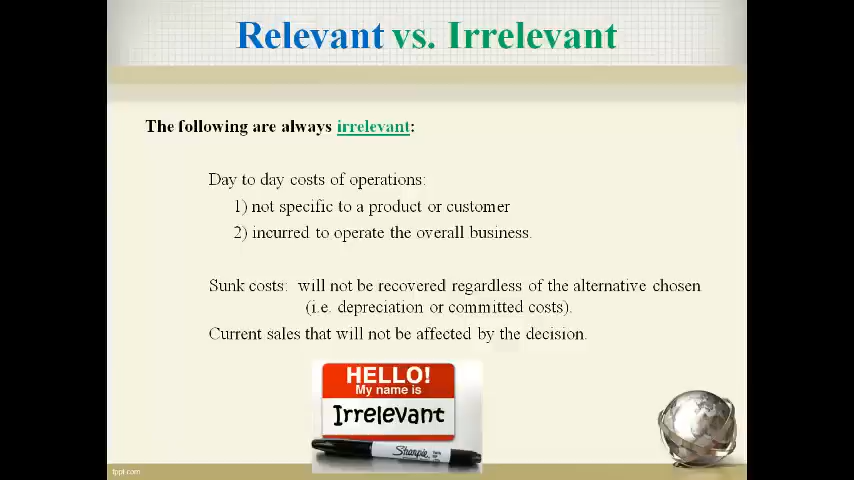 Relevant vs. Irrelevant
The following are always irrelevant:
Day to day costs of operations:
1) not specific to a product or customer
2) incurred to operate the overall business.
Sunk costs:  will not be recovered regardless of the alternative chosen
(i.e. depreciation or committed costs).
Current sales that will not be affected by the decision.
HELLO!
My name is
Irrelevant
Sharpie
fppt.com